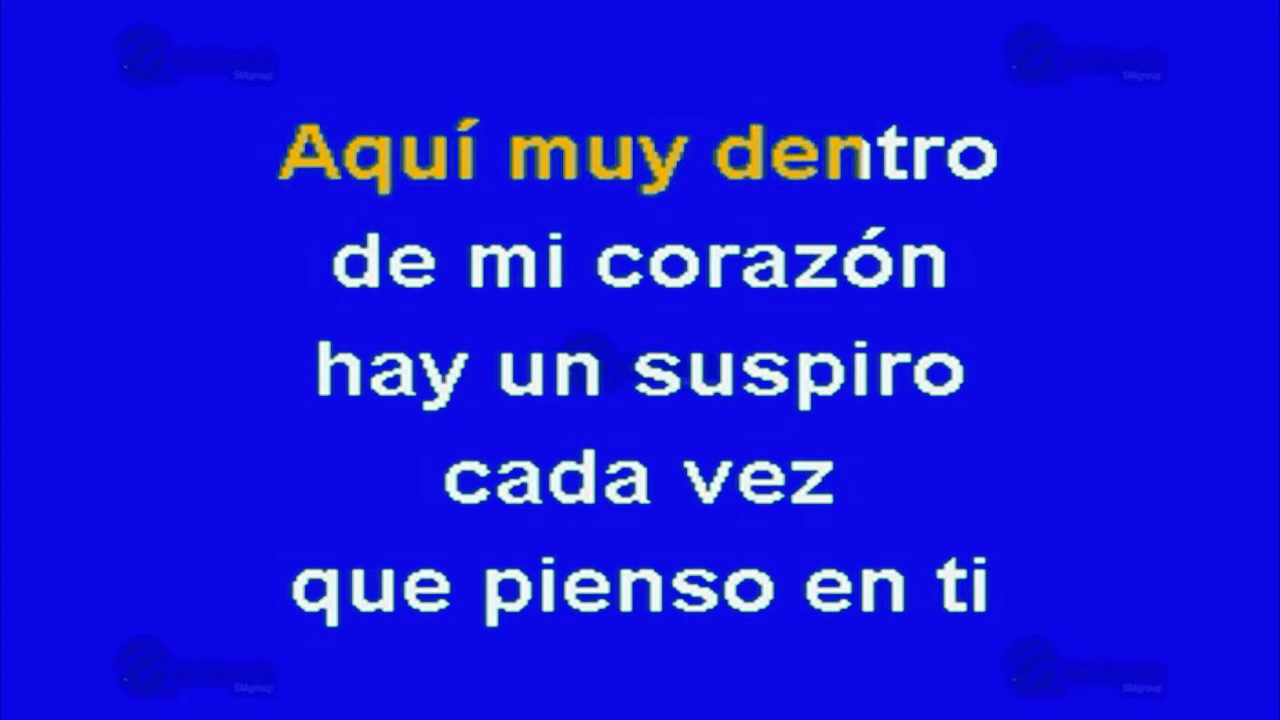 Aquí muy dentro
de mi corazón
hay un suspiro
cada vez
que pienso en ti